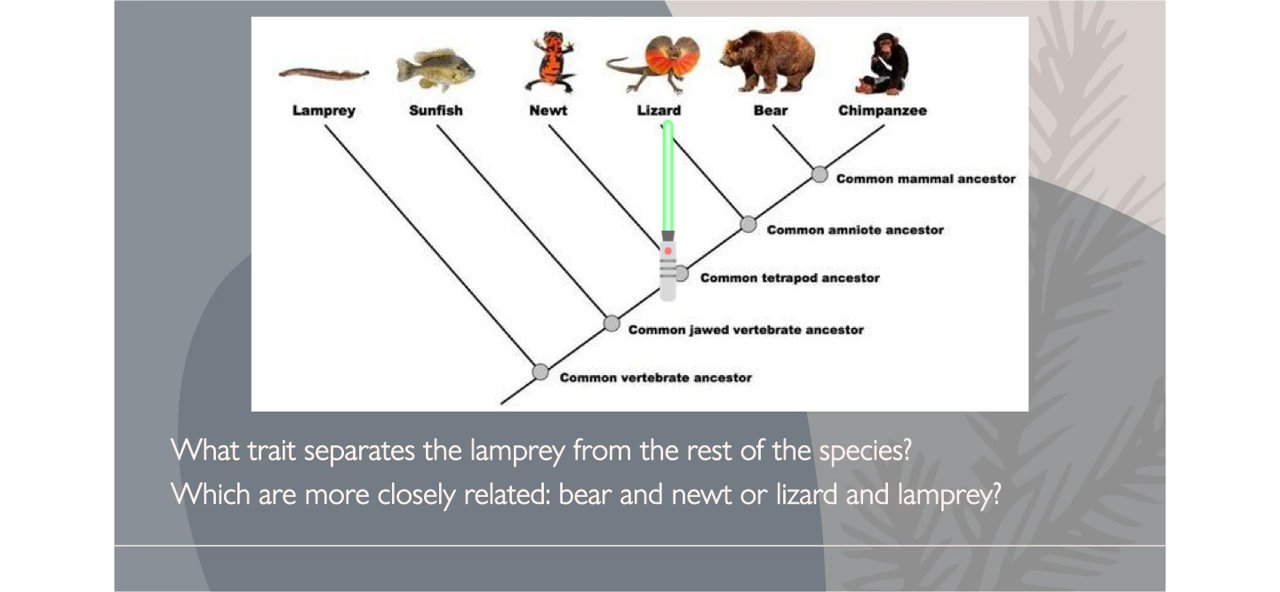 Lamprey Sunfish Newt Lizard Bear Chimpanzee
Common mammal ancestor
Common amniote ancestor
Common tetrapod ancestor
Common jawed vertebrate ancestor
Common vertebrate ancestor
What trait separates the lamprey from the rest of the species?
Which are more closely related: bear and newt or lizard and lamprey?